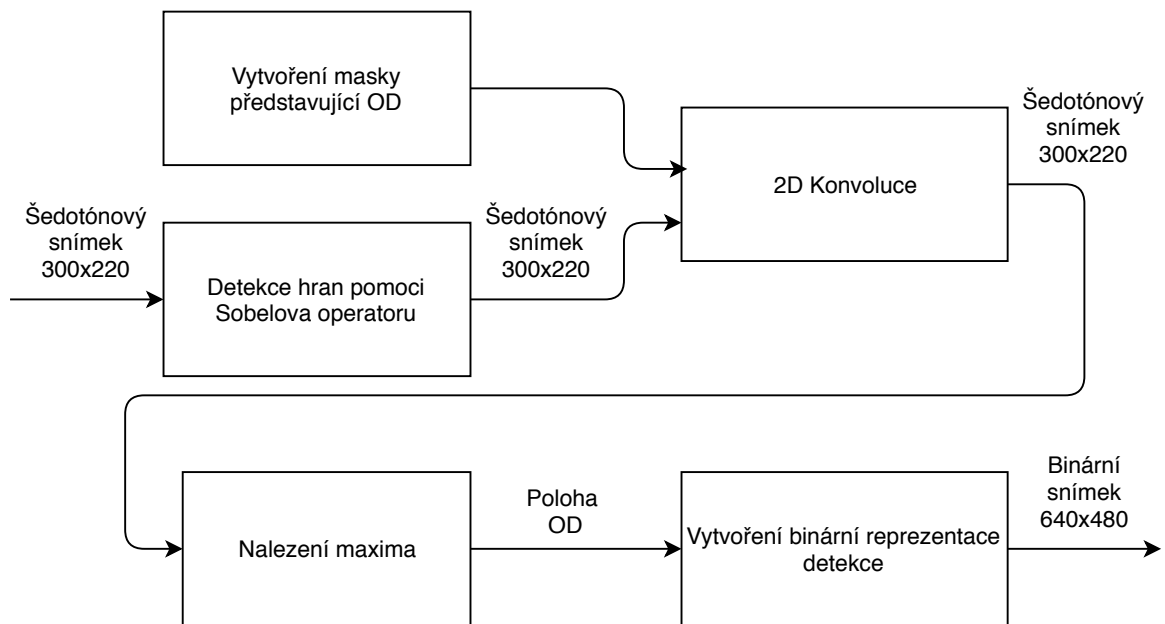 Vytvoření masky
představující OD
Šedotónový
snímek
300x220
2D Konvoluce
Šedotónový
snímek
300x220
Detekce hran pomoci
Sobelova operatoru
Šedotónový
snímek
300x220
Nalezení maxima
Poloha
OD
Vytvoření binární reprezentace
detekce
Binární
snímek
640x480